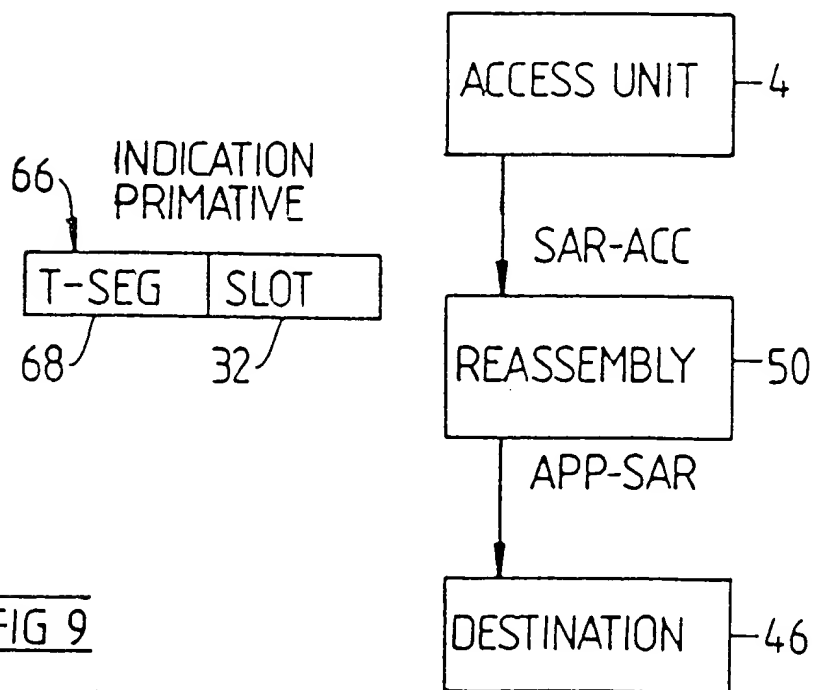 ACCESS UNIT 4
INDICATION
PRIMATIVE
66
SAR-ACC
T-SEG SLOT
68 32
REASSEMBLY 50
APP-SAR
FIG 9
DESTINATION 46